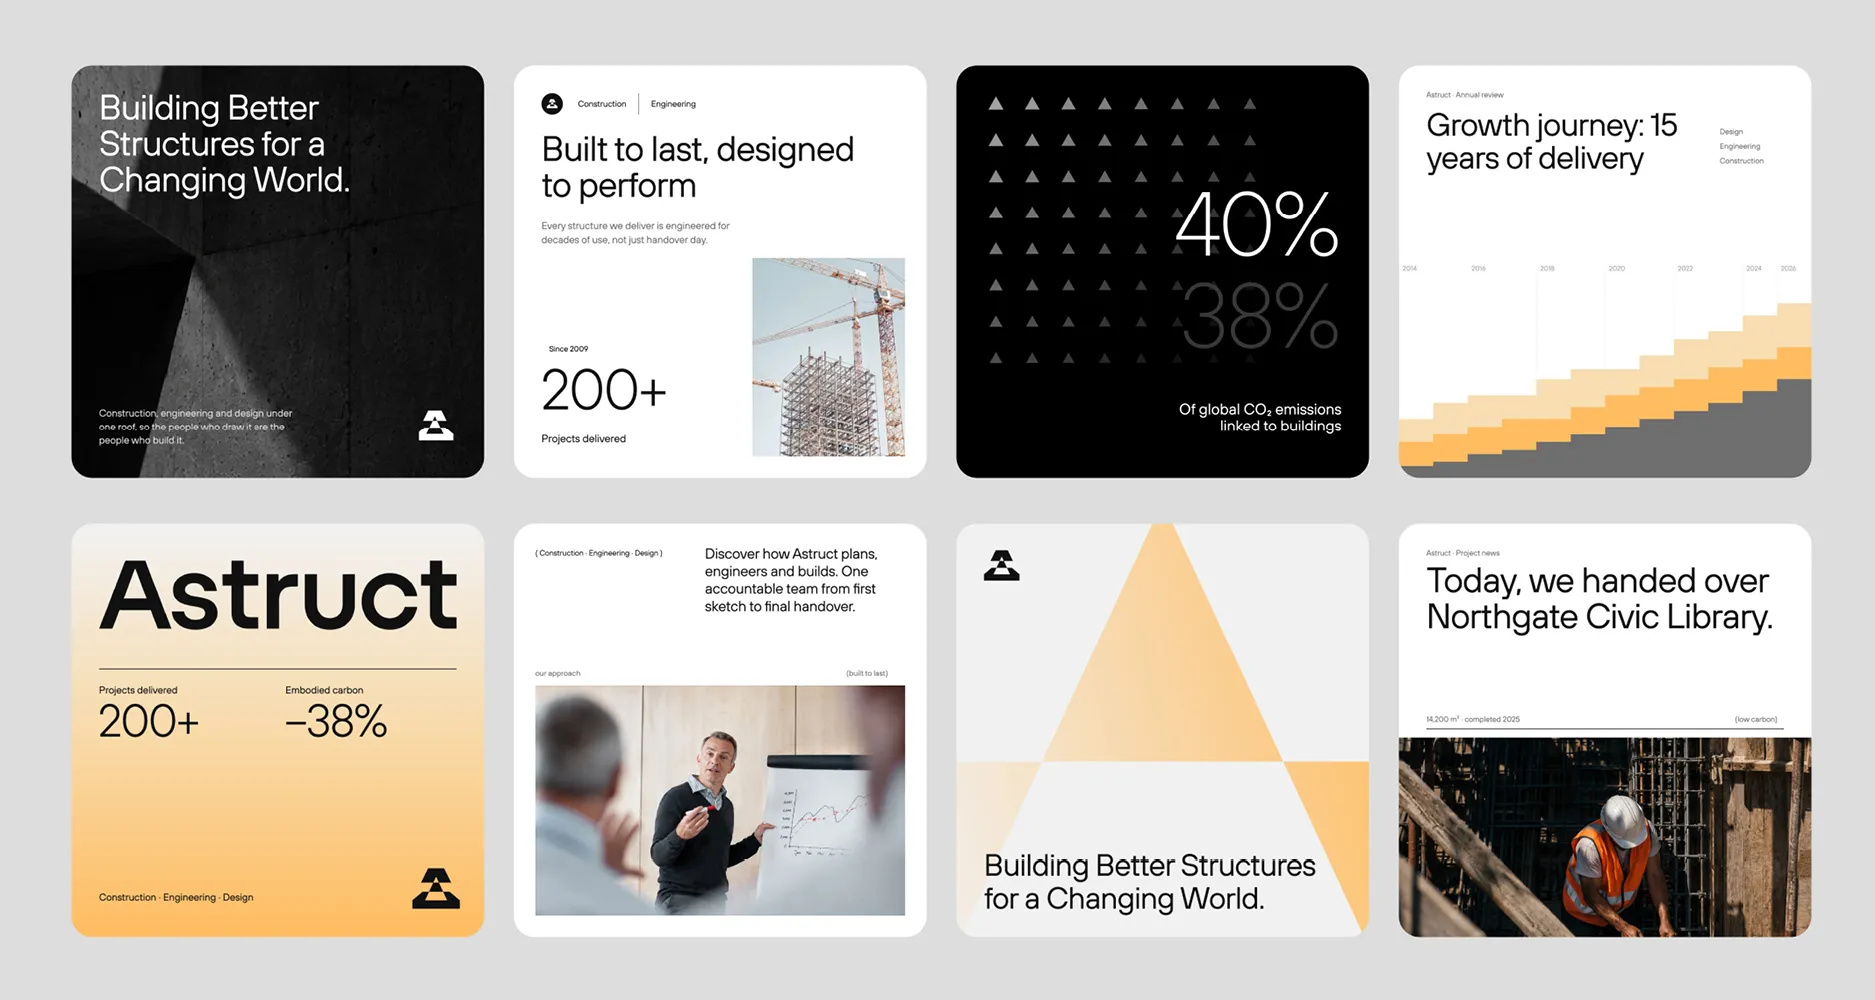 Building Better
Structures for a
Changing World.
Construction, engineering and design under
one roof, so the people who draw it are the
people who build it.
Construction
Engineering
Built to last, designed
to perform
Every structure we deliver is engineered for
decades of use, not just handover day.
Since 2009
200+
Projects delivered
40%
38%
Of global CO₂ emissions
linked to buildings
Astruct · Annual review
Growth journey: 15
years of delivery
Design
Engineering
Construction
2014
2016
2018
2020
2022
2024
2026
Astruct
Projects delivered
200+
Embodied carbon
–38%
Construction · Engineering · Design
( Construction · Engineering · Design )
Discover how Astruct plans,
engineers and builds. One
accountable team from first
sketch to final handover.
our approach
(built to last)
Building Better Structures
for a Changing World.
Astruct · Project news
Today, we handed over
Northgate Civic Library.
14,200 m² · completed 2025
(low carbon)